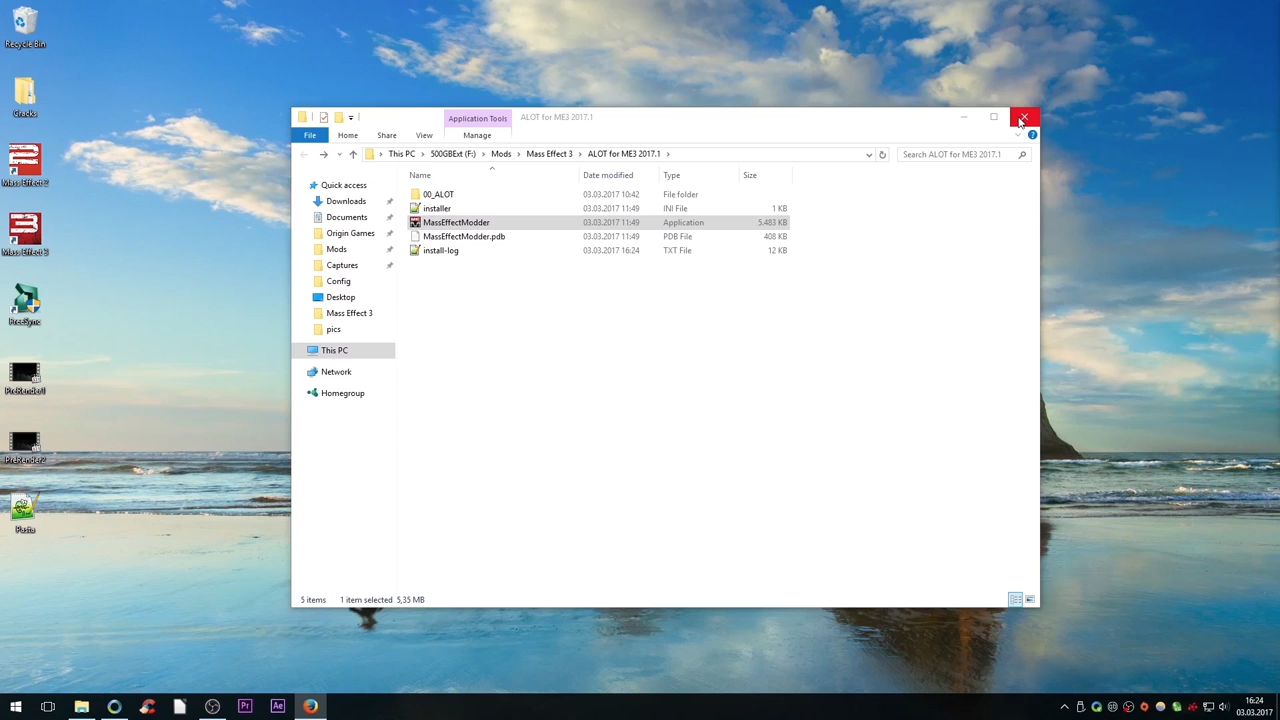 Recycle Bin
Cracks
Mass Effect 2
Mass Effect 3
FreeSync
PreRender1
PreRender2
Pasta
Application Tools
ALOT for ME3 2017.1
File Home Share View Manage
This PC > 500GBExt (F:) > Mods > Mass Effect 3 > ALOT for ME3 2017.1 >
Search ALOT for ME3 2017.1
Quick access
Downloads
Documents
Origin Games
Mods
Captures
Config
Desktop
Mass Effect 3
pics
This PC
Network
Homegroup
Name Date modified Type Size
00_ALOT 03.03.2017 10:42 File folder
installer 03.03.2017 11:49 INI File 1 KB
MassEffectModder 03.03.2017 11:49 Application 5.483 KB
MassEffectModder.pdb 03.03.2017 11:49 PDB File 408 KB
install-log 03.03.2017 16:24 TXT File 12 KB
5 items 1 item selected 5,35 MB
Pr
Ae
16:24
03.03.2017